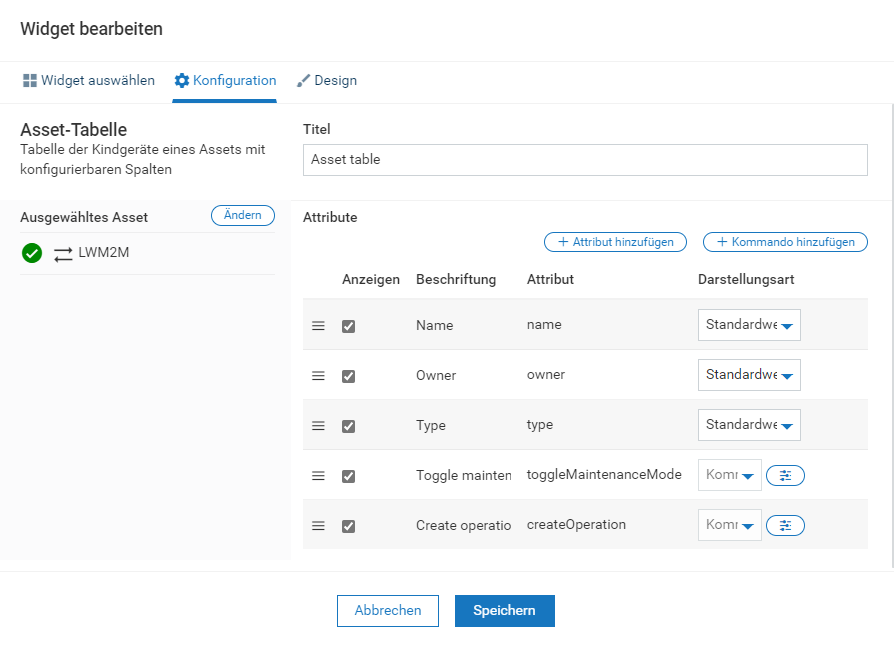 Widget bearbeiten
Widget auswählen Konfiguration Design
Asset-Tabelle
Tabelle der Kindgeräte eines Assets mit
konfigurierbaren Spalten
Titel
Asset table
Ausgewähltes Asset Ändern
LWM2M
Attribute
Attribut hinzufügen Kommando hinzufügen
Anzeigen Beschriftung Attribut Darstellungsart
Name name Standardwe
Owner owner Standardwe
Type type Standardwe
Toggle mainten toggleMaintenanceMode Komm
Create operatio createOperation Komm
Abbrechen Speichern